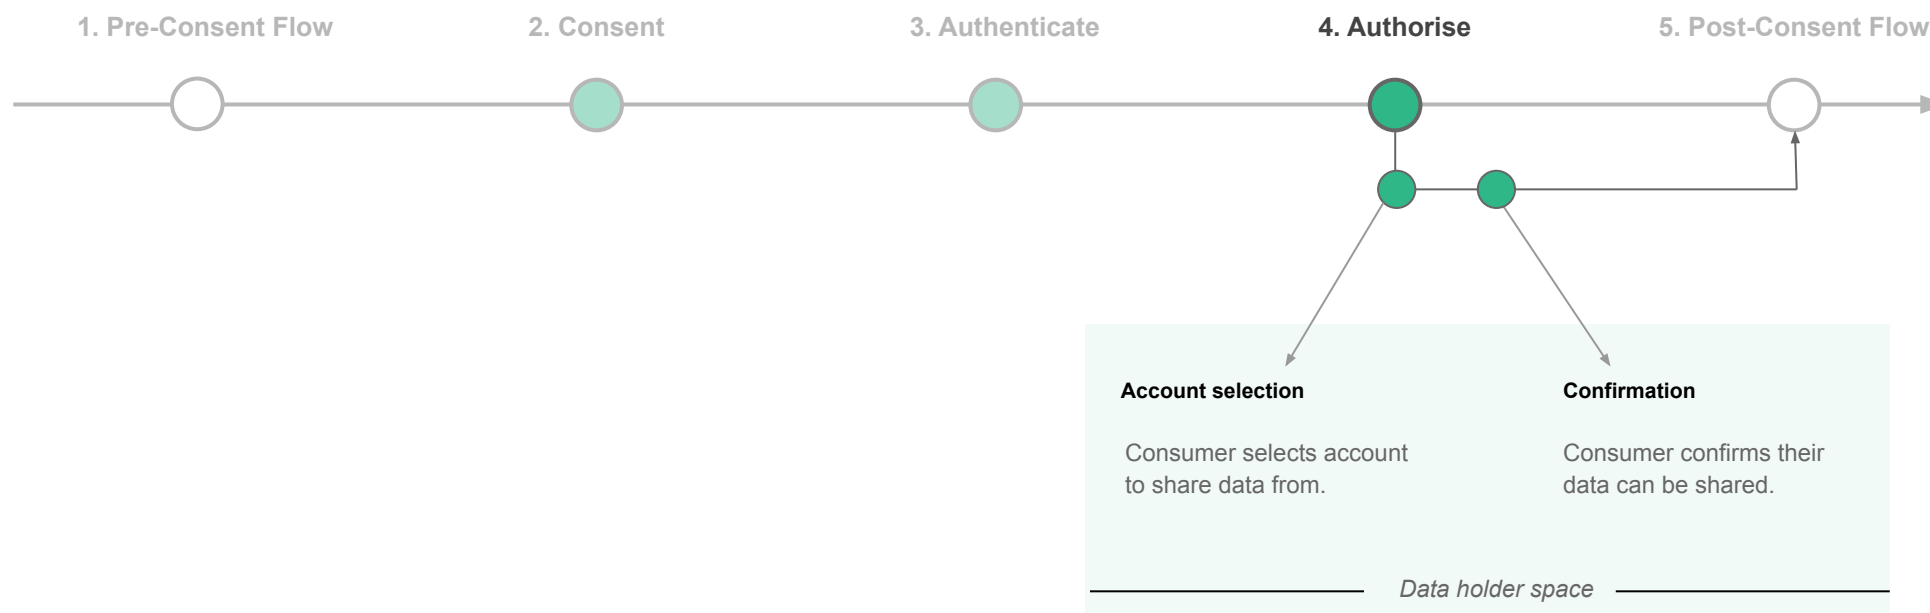 1. Pre-Consent Flow
2. Consent
3. Authenticate
4. Authorise
5. Post-Consent Flow
Account selection
Consumer selects account
to share data from.
Confirmation
Consumer confirms their
data can be shared.
Data holder space